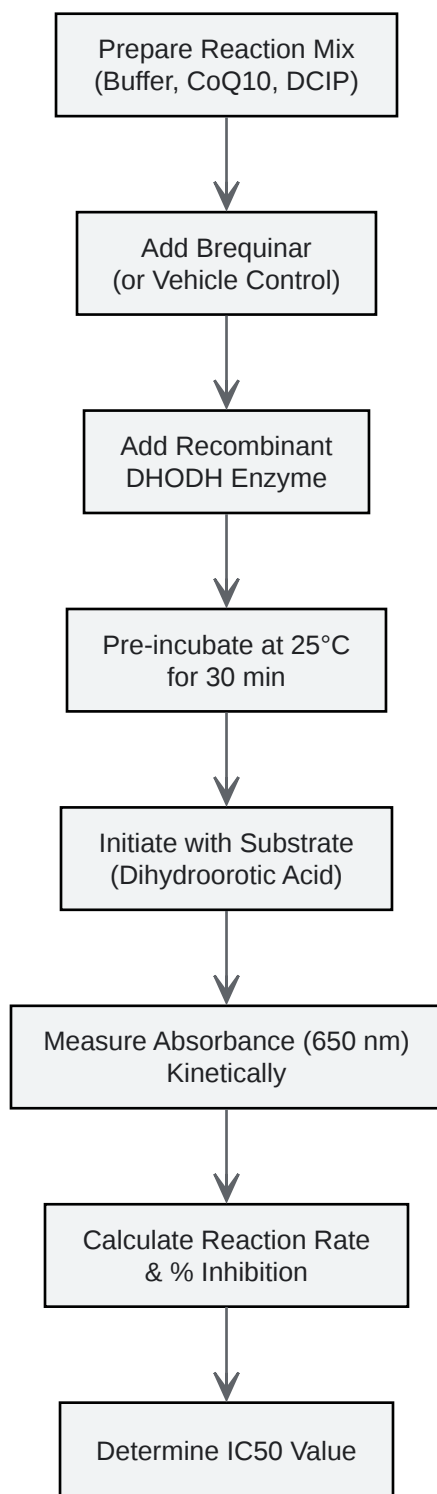 Prepare Reaction Mix
(Buffer, CoQ10, DCIP)
Add Brequinar
(or Vehicle Control)
Add Recombinant
DHODH Enzyme
Pre-incubate at 25°C
for 30 min
Initiate with Substrate
(Dihydroorotic Acid)
Measure Absorbance (650 nm)
Kinetically
Calculate Reaction Rate
& % Inhibition
Determine IC50 Value